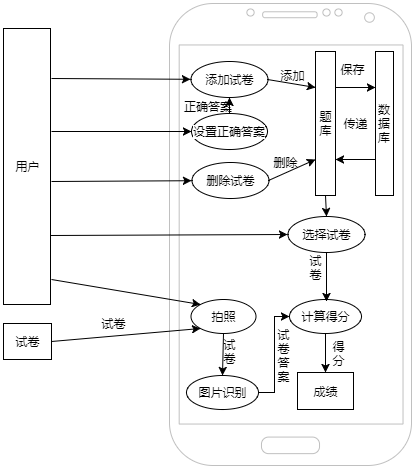 添加试卷
添加
保存
正确答案
设置正确答案
题库
传递
数据库
用户
删除
删除试卷
选择试卷
试卷
拍照
计算得分
试卷
试卷
试卷
试卷答案
得分
图片识别
成绩